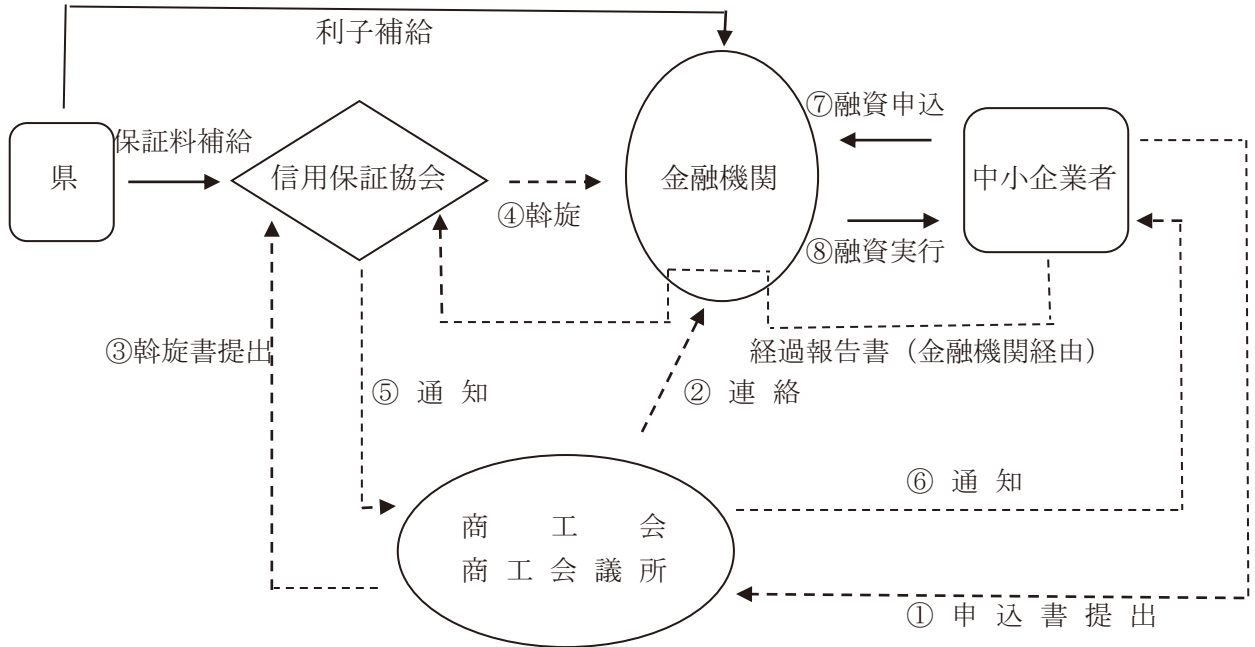 利子補給
⑦融資申込
保証料補給
県
信用保証協会
金融機関
中小企業者
④斡旋
⑧融資実行
③斡旋書提出
経過報告書（金融機関経由）
⑤ 通 知
② 連 絡
⑥ 通 知
商 工 会
商 工 会 議 所
① 申 込 書 提 出